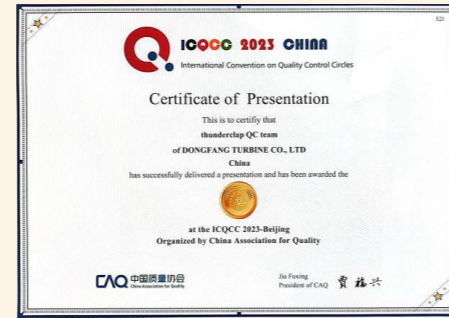 E23
ICQCC 2023 CHINA
International Convention on Quality Control Circles
Certificate of Presentation
This is to certifiy that
thunderclap QC team
of DONGFANG TURBINE CO., LTD
China
has successfully delivered a presentation and has been awarded the
at the ICQCC 2023-Beijing
Organized by China Association for Quality
CAQ 中国质量协会
China Association for Quality
Jia Fuxing
President of CAQ
贾福兴